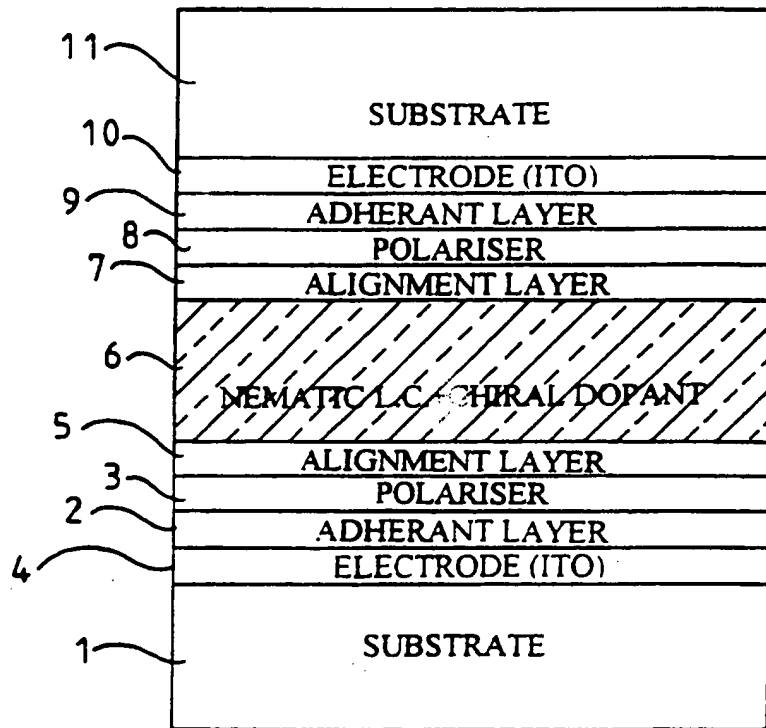 11
SUBSTRATE
10
ELECTRODE (ITO)
9
ADHERANT LAYER
8
POLARISER
7
ALIGNMENT LAYER
6
NEMATIC L.C.+CHIRAL DOPANT
5
ALIGNMENT LAYER
3
POLARISER
2
ADHERANT LAYER
4
ELECTRODE (ITO)
1
SUBSTRATE